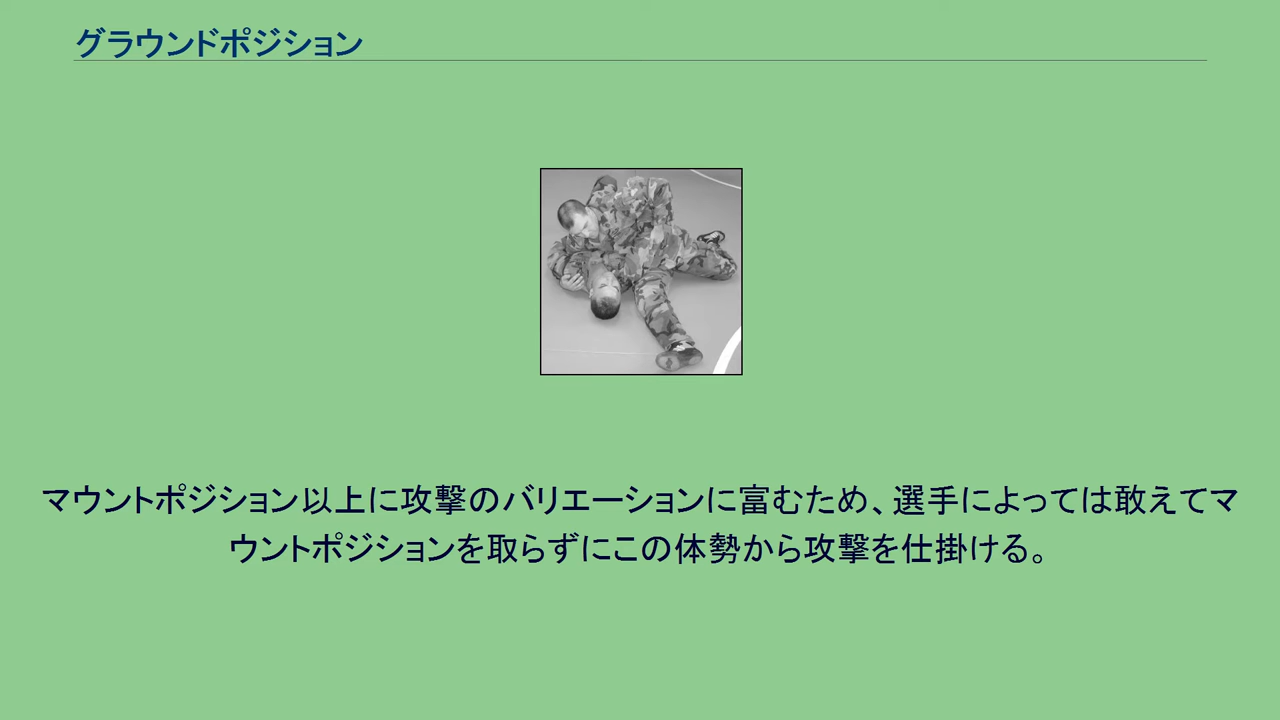 グラウンドポジション
マウントポジション以上に攻撃のバリエーションに富むため、選手によっては敢えてマ
ウントポジションを取らずにこの体勢から攻撃を仕掛ける。